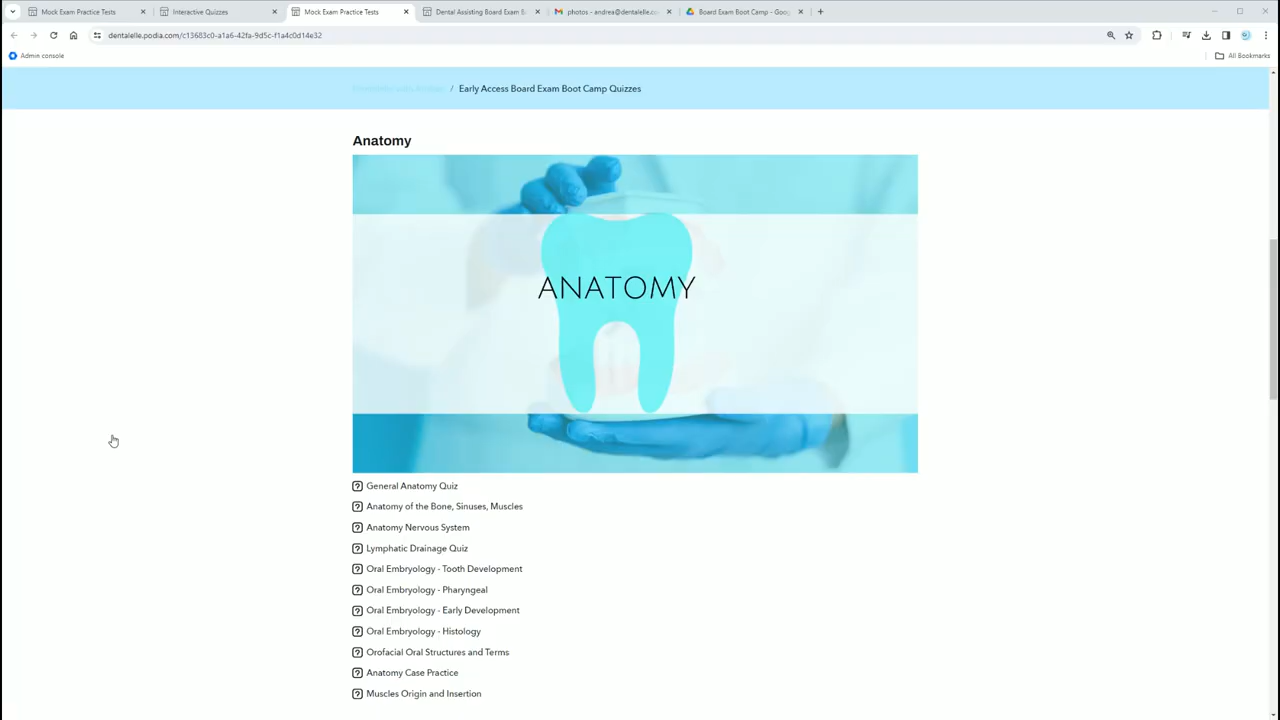 Mock Exam Practice Tests
Interactive Quizzes
Mock Exam Practice Tests
Dental Assisting Board Exam B
photos - andrea@dentalelle.co
Board Exam Boot Camp - Goog
dentalelle.podia.com/c13683c0-a1a6-42fa-9d5c-f1a4c0d14e32
Admin console
All Bookmarks
/ Early Access Board Exam Boot Camp Quizzes
Anatomy
ANATOMY
General Anatomy Quiz
Anatomy of the Bone, Sinuses, Muscles
Anatomy Nervous System
Lymphatic Drainage Quiz
Oral Embryology - Tooth Development
Oral Embryology - Pharyngeal
Oral Embryology - Early Development
Oral Embryology - Histology
Orofacial Oral Structures and Terms
Anatomy Case Practice
Muscles Origin and Insertion